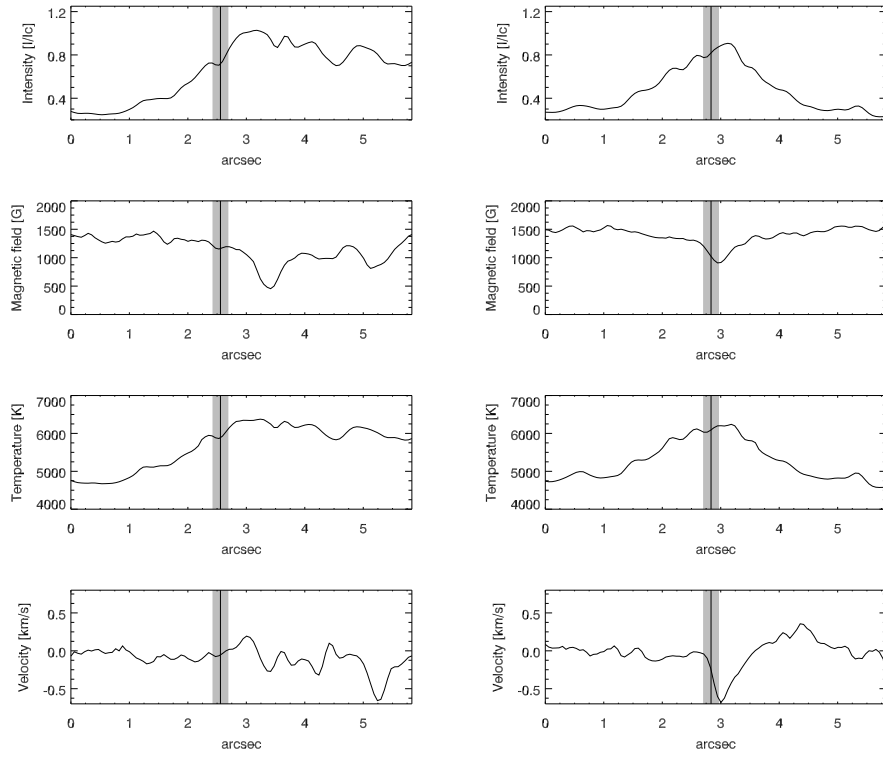 Intensity [I/Ic]
1.2
0.8
0.4
0 1 2 3 4 5
arcsec
Intensity [I/Ic]
1.2
0.8
0.4
0 1 2 3 4 5
arcsec
Magnetic field [G]
2000
1500
1000
500
0
0 1 2 3 4 5
arcsec
Magnetic field [G]
2000
1500
1000
500
0
0 1 2 3 4 5
arcsec
Temperature [K]
7000
6000
5000
4000
0 1 2 3 4 5
arcsec
Temperature [K]
7000
6000
5000
4000
0 1 2 3 4 5
arcsec
Velocity [km/s]
0.5
0.0
-0.5
0 1 2 3 4 5
arcsec
Velocity [km/s]
0.5
0.0
-0.5
0 1 2 3 4 5
arcsec